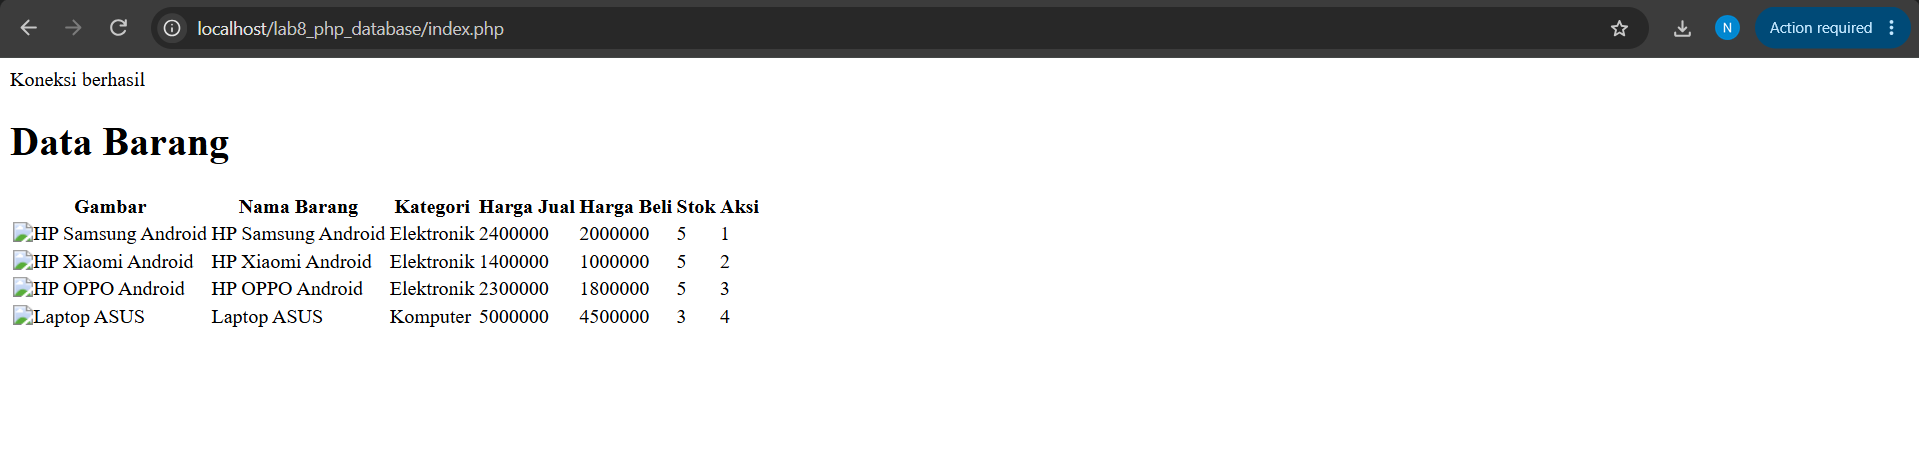 localhost/lab8_php_database/index.php N Action required
Koneksi berhasil
Data Barang
Gambar Nama Barang Kategori Harga Jual Harga Beli Stok Aksi
HP Samsung Android HP Samsung Android Elektronik 2400000 2000000 5 1
HP Xiaomi Android HP Xiaomi Android Elektronik 1400000 1000000 5 2
HP OPPO Android HP OPPO Android Elektronik 2300000 1800000 5 3
Laptop ASUS Laptop ASUS Komputer 5000000 4500000 3 4